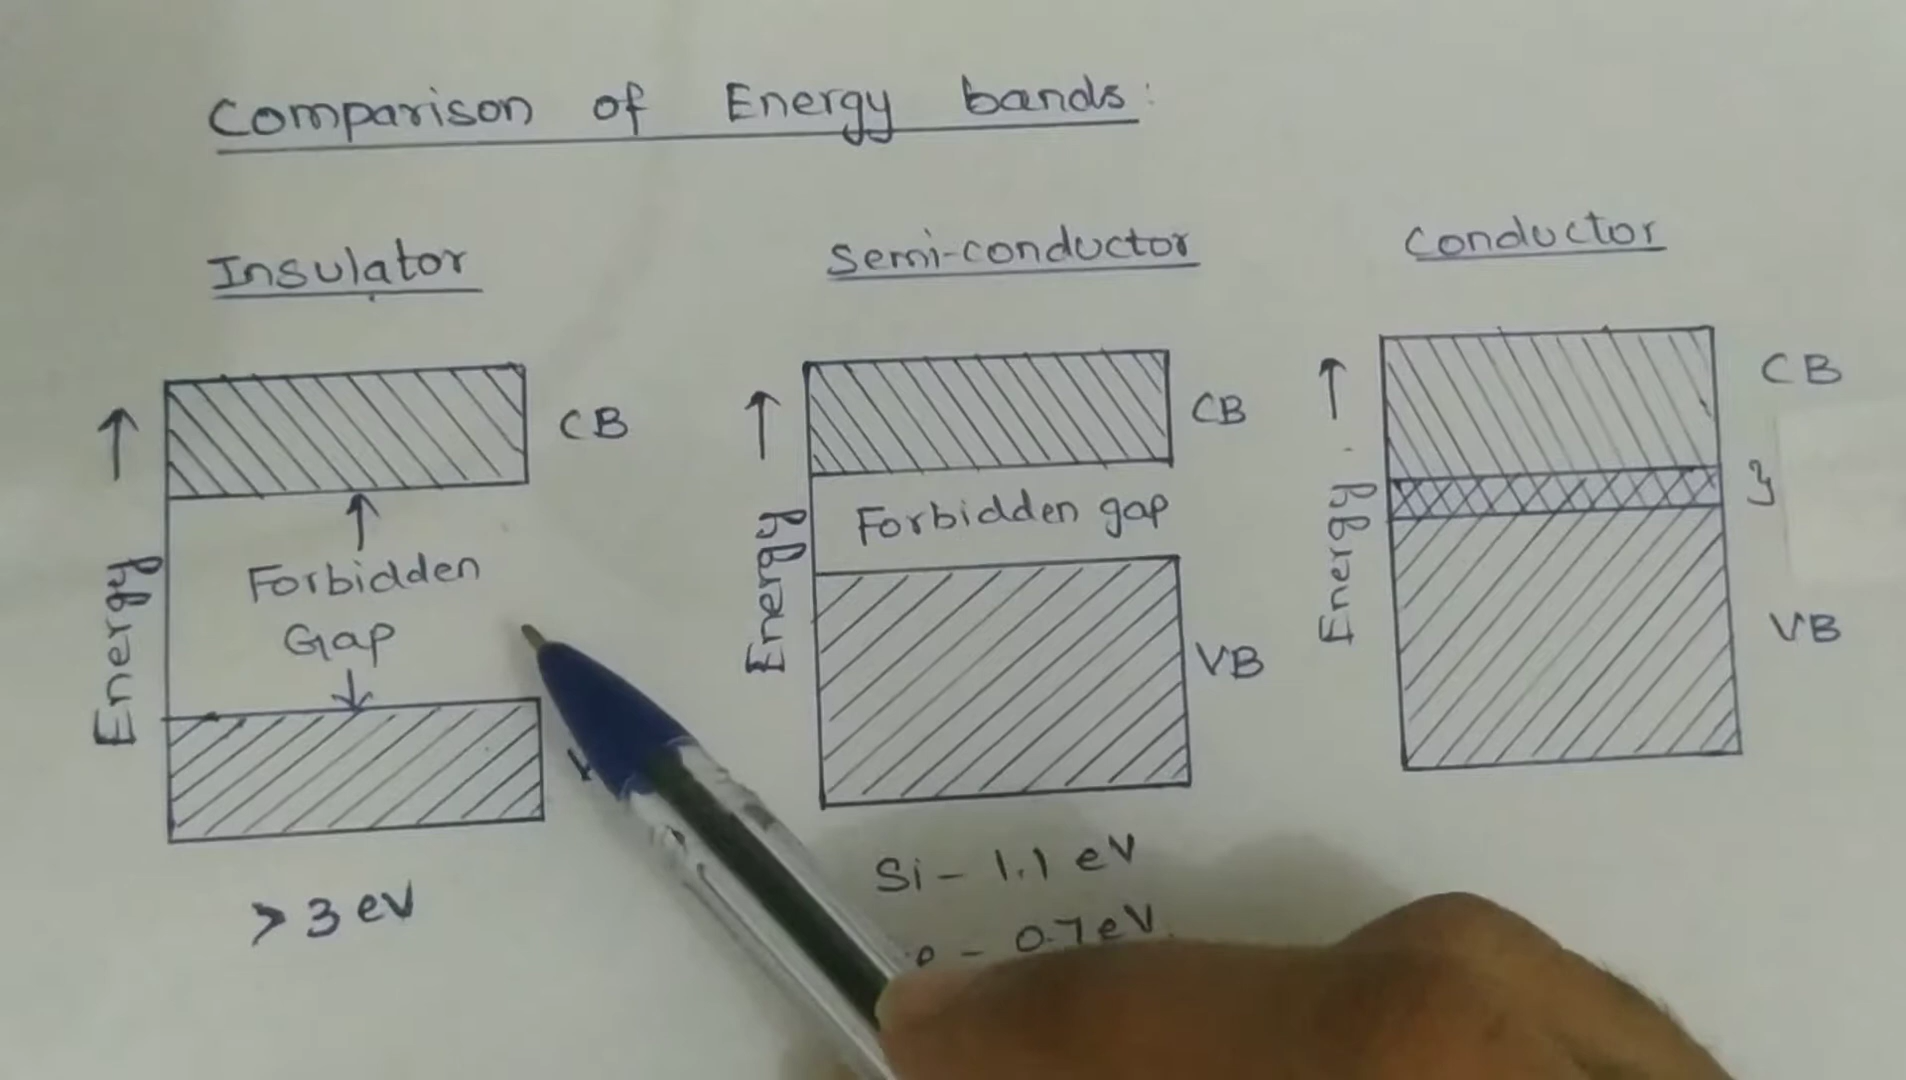 Comparison of Energy bands:
Insulator
Semi-conductor
Conductor
CB
Forbidden
Gap
Energy
> 3 eV
CB
Forbidden gap
VB
Energy
Si - 1.1 eV
- 0.7 eV
CB
VB
Energy